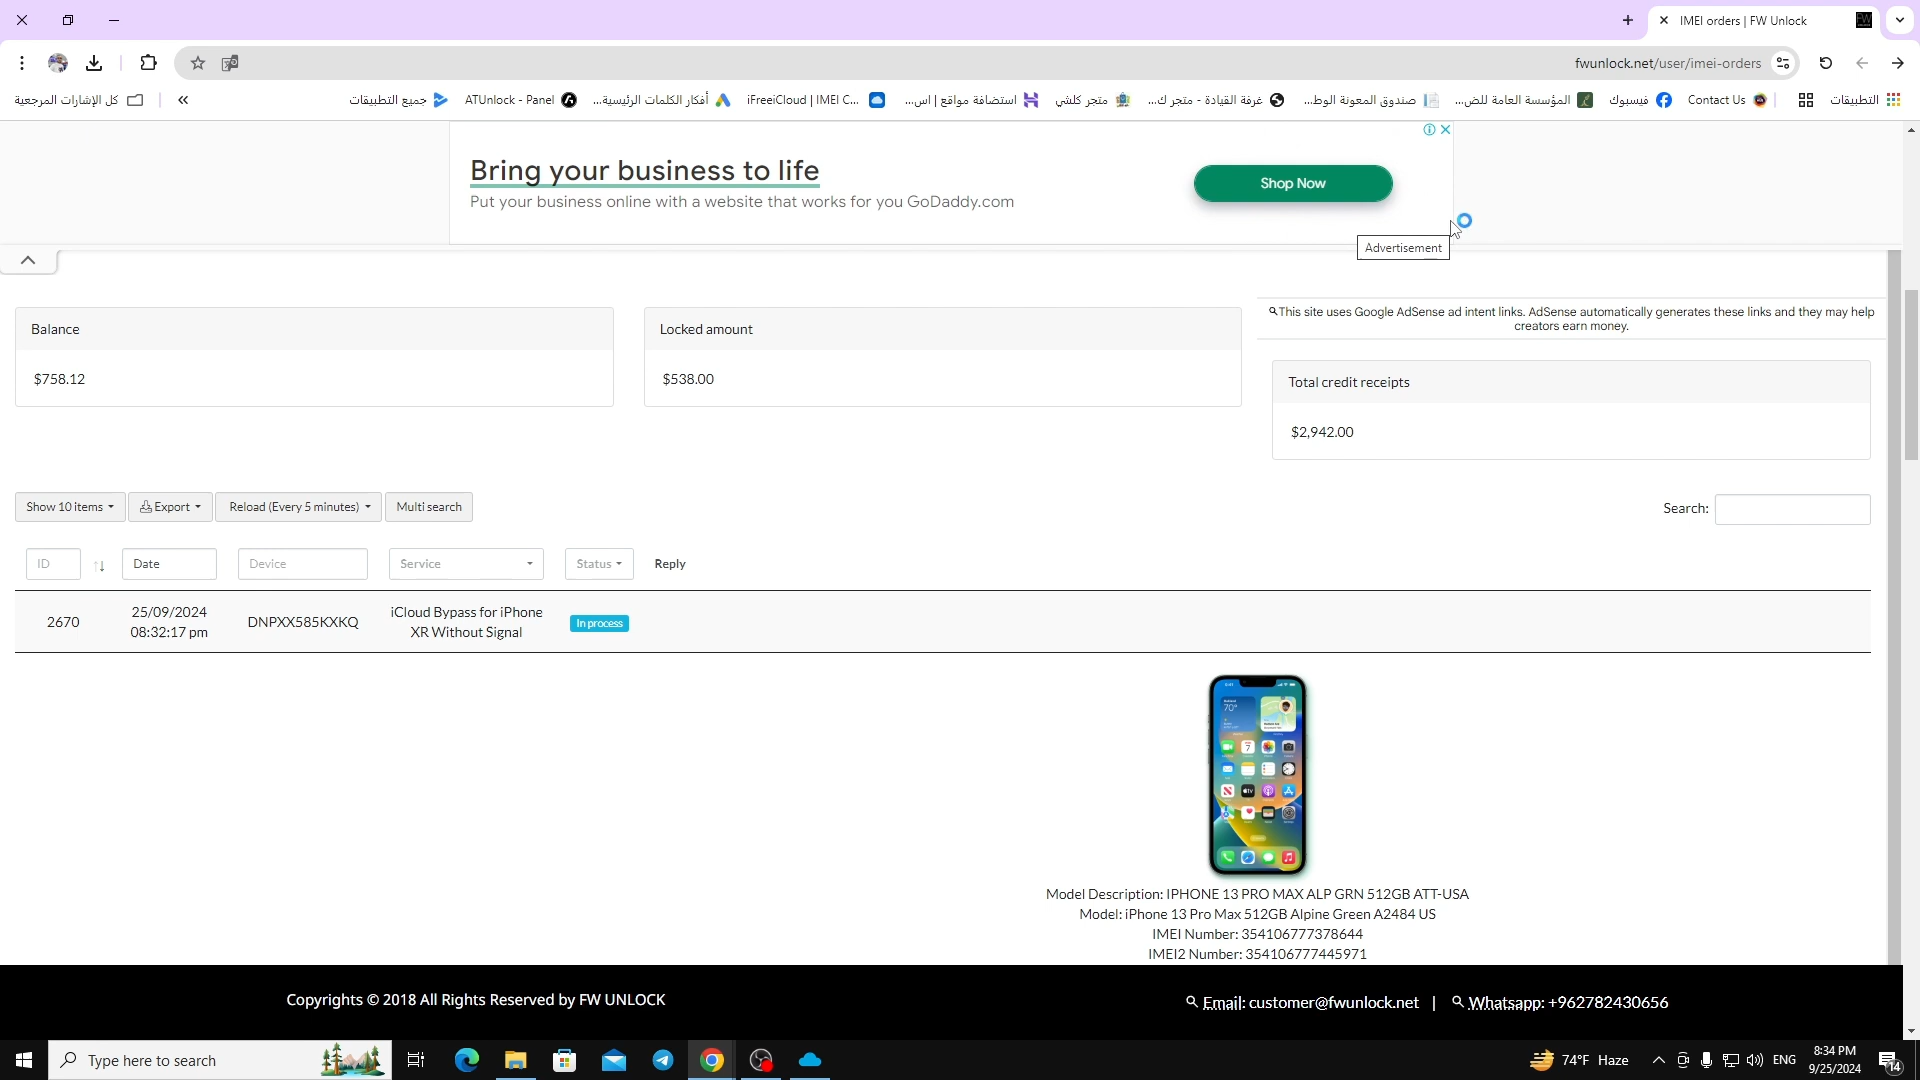 IMEI orders | FW Unlock
fwunlock.net/user/imei-orders
كل الإشارات المرجعية
»
جميع التطبيقات
ATUnlock - Panel
أفكار الكلمات الرئيسية...
iFreeiCloud | IMEI C...
استضافة مواقع | اس...
متجر كلشي
غرفة القيادة - متجر ك...
صندوق المعونة الوط...
المؤسسة العامة للض...
فيسبوك
Contact Us
التطبيقات
Bring your business to life
Put your business online with a website that works for you GoDaddy.com
Shop Now
Advertisement
Balance
$758.12
Locked amount
$538.00
This site uses Google AdSense ad intent links. AdSense automatically generates these links and they may help
creators earn money.
Total credit receipts
$2,942.00
Show 10 items
Export
Reload (Every 5 minutes)
Multi search
Search:
ID
Date
Device
Service
Status
Reply
2670
25/09/2024
08:32:17 pm
DNPXX585KXKQ
iCloud Bypass for iPhone
XR Without Signal
In process
Model Description: IPHONE 13 PRO MAX ALP GRN 512GB ATT-USA
Model: iPhone 13 Pro Max 512GB Alpine Green A2484 US
IMEI Number: 354106777378644
IMEI2 Number: 354106777445971
Copyrights © 2018 All Rights Reserved by FW UNLOCK
Email: customer@fwunlock.net | Whatsapp: +962782430656
Type here to search
74°F Haze
ENG
8:34 PM
9/25/2024
14